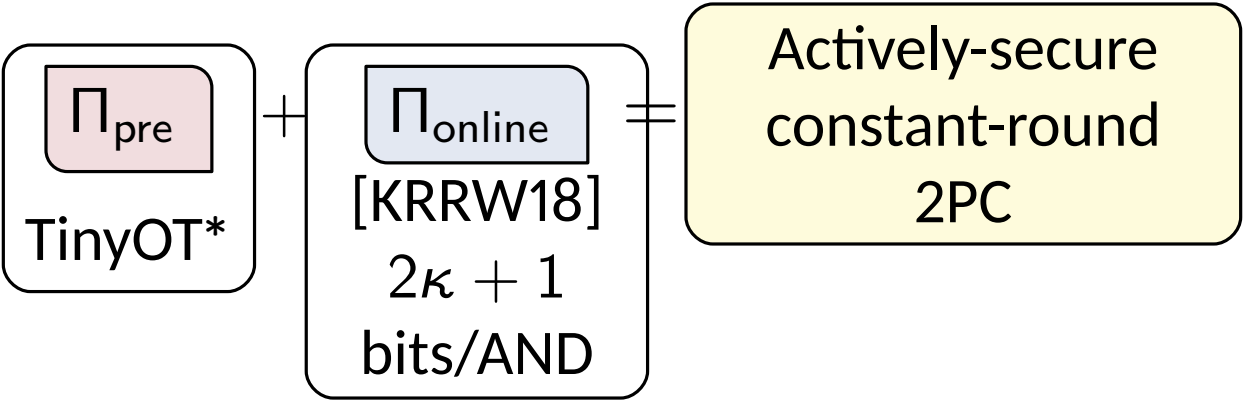 Π_pre
TinyOT*
+
Π_online
[KRRW18]
2κ + 1
bits/AND
=
Actively-secure
constant-round
2PC